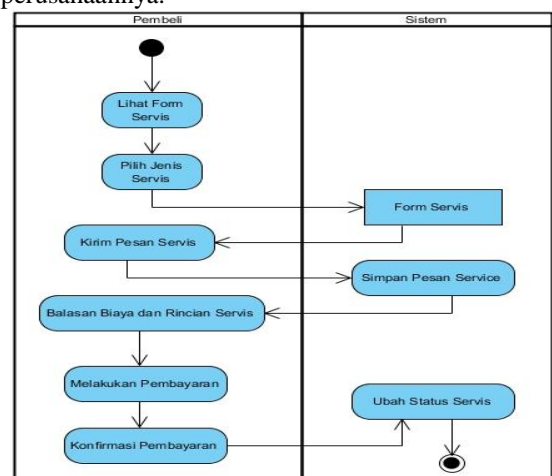 perusahaannya.
Pembeli
Sistem
Lihat Form
Servis
Pilih Jenis
Servis
Form Servis
Kirim Pesan Servis
Simpan Pesan Service
Balasan Biaya dan Rincian Servis
Melakukan Pembayaran
Ubah Status Servis
Konfirmasi Pembayaran